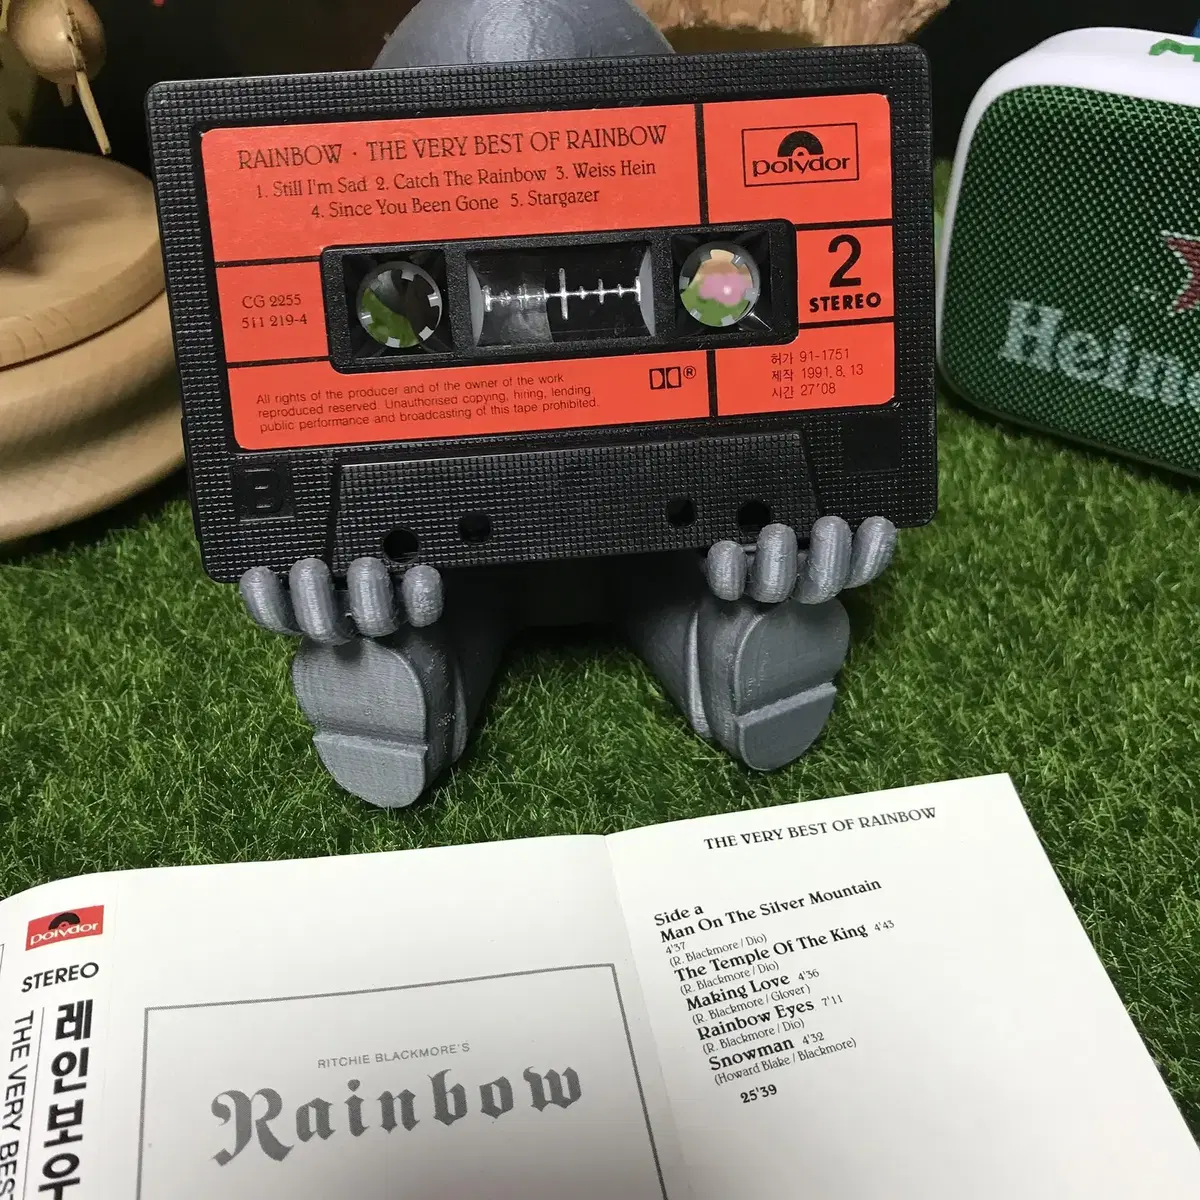 RAINBOW · THE VERY BEST OF RAINBOW
1. Still I'm Sad 2. Catch The Rainbow 3. Weiss Hein
4. Since You Been Gone 5. Stargazer
polydor
CG 2255
511 219-4
2
STEREO
All rights of the producer and of the owner of the work
reproduced reserved. Unauthorised copying, hiring, lending
public performance and broadcasting of this tape prohibited.
허가 91-1751
제작 1991. 8. 13
시간 27'08
B
THE VERY BEST OF RAINBOW
Side a
Man On The Silver Mountain
4'37
(R. Blackmore / Dio)
The Temple Of The King 4'43
(R. Blackmore / Dio)
Making Love 4'36
(R. Blackmore / Glover)
Rainbow Eyes 7'11
(R. Blackmore / Dio)
Snowman 4'32
(Howard Blake / Blackmore)
25'39
polydor
STEREO
레인보우
THE VERY BEST
RITCHIE BLACKMORE'S
Rainbow